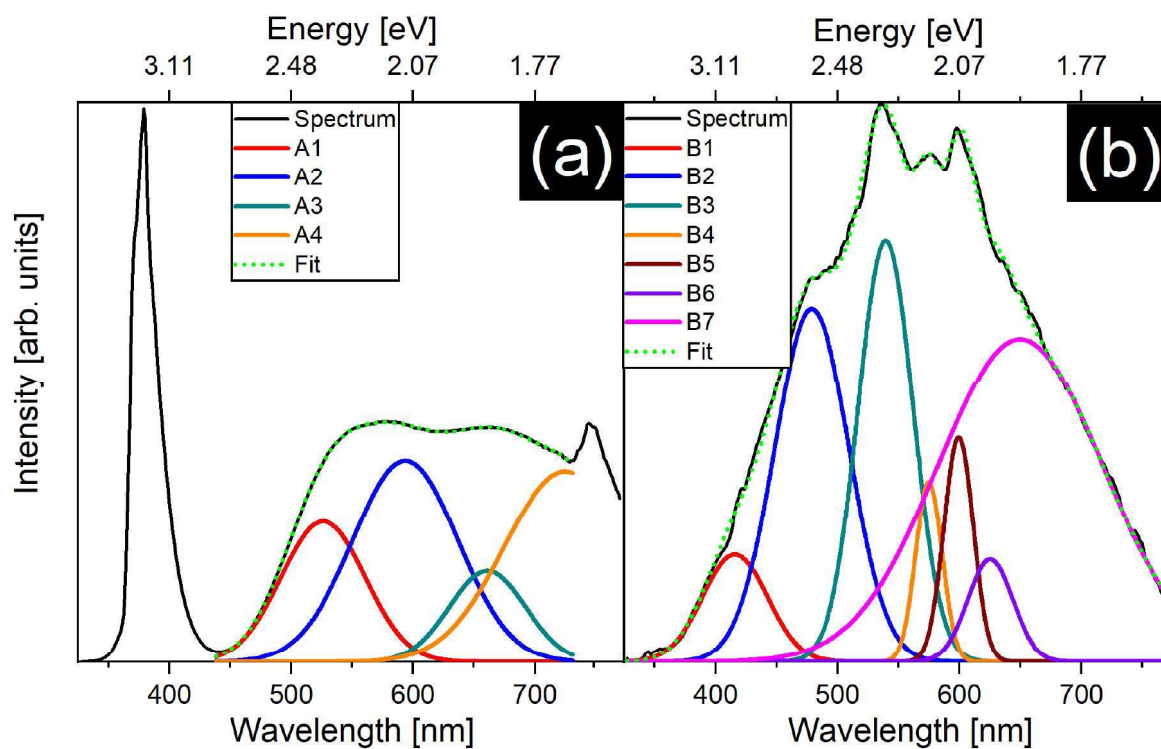 Energy [eV]
3.11 2.48 2.07 1.77
Spectrum
A1
A2
A3
A4
Fit
(a)
Intensity [arb. units]
400 500 600 700
Wavelength [nm]
Energy [eV]
3.11 2.48 2.07 1.77
Spectrum
B1
B2
B3
B4
B5
B6
B7
Fit
(b)
400 500 600 700
Wavelength [nm]